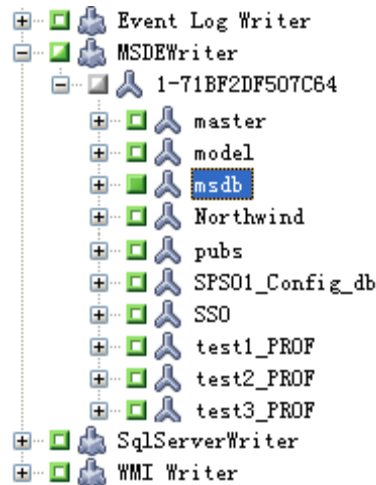 Event Log Writer
MSDEWriter
1-71BF2DF507C64
master
model
msdb
Northwind
pubs
SPS01_Config_db
SSO
test1_PROF
test2_PROF
test3_PROF
SqlServerWriter
WMI Writer